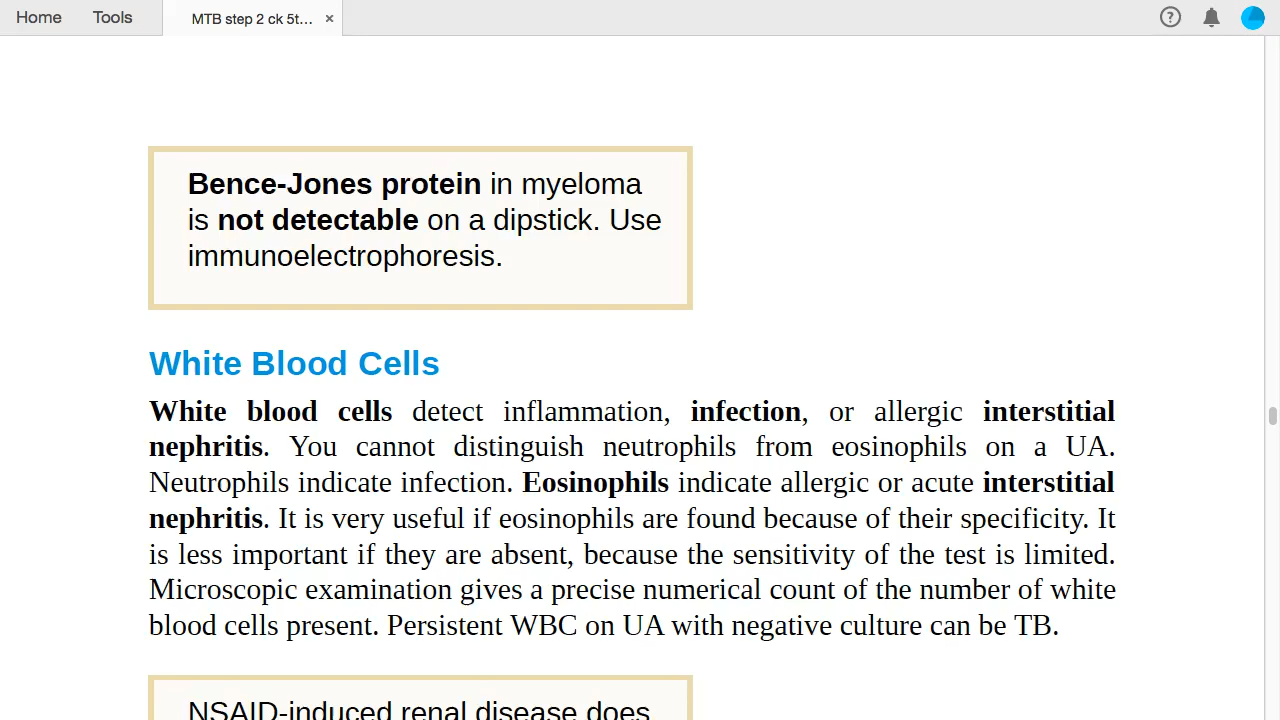 Home Tools MTB step 2 ck 5t... ×
Bence-Jones protein in myeloma
is not detectable on a dipstick. Use
immunoelectrophoresis.
White Blood Cells
White blood cells detect inflammation, infection, or allergic interstitial
nephritis. You cannot distinguish neutrophils from eosinophils on a UA.
Neutrophils indicate infection. Eosinophils indicate allergic or acute interstitial
nephritis. It is very useful if eosinophils are found because of their specificity. It
is less important if they are absent, because the sensitivity of the test is limited.
Microscopic examination gives a precise numerical count of the number of white
blood cells present. Persistent WBC on UA with negative culture can be TB.
NSAID-induced renal disease does